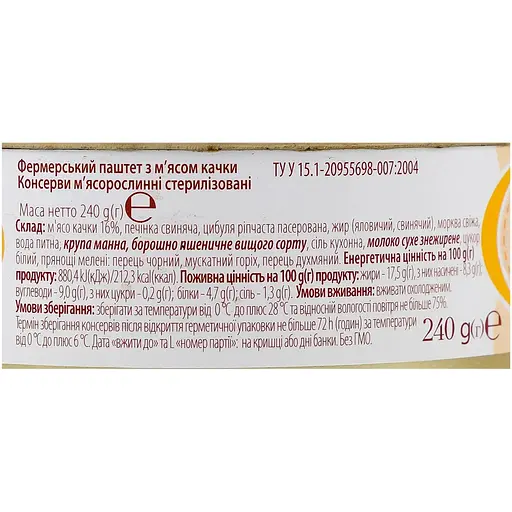 Фермерський паштет з м'ясом качки ТУ У 15.1-20955698-007:2004
Консерви м'ясорослинні стерилізовані
Маса нетто 240 g(г) ℮
Склад: м'ясо качки 16%, печінка свиняча, цибуля ріпчаста пасерована, жир (яловичий, свинячий), морква свіжа,
вода питна, крупа манна, борошно пшеничне вищого сорту, сіль кухонна, молоко сухе знежирене, цукор
білий, прянощі мелені: перець чорний, мускатний горіх, перець духмяний. Енергетична цінність на 100 g(г)
продукту: 880,4 kJ(кДж)/212,3 kcal(ккал). Поживна цінність на 100 g(г) продукту: жири - 17,5 g(г), з них насичені - 8,3 g(г);
вуглеводи - 9,0 g(г), з них цукри - 0,2 g(г); білки - 4,7 g(г); сіль - 1,3 g(г). Умови вживання: вживати охолодженим.
Умови зберігання: зберігати за температури від 0 °С до плюс 28 °С та відносній вологості повітря не більше 75%.
Термін зберігання консервів після відкриття герметичної упаковки не більше 72 h (годин) за температури
від 0 °С до плюс 6 °С. Дата «вжити до» та L «номер партії»: на кришці або дні банки. Без ГМО.
240 g(г) ℮